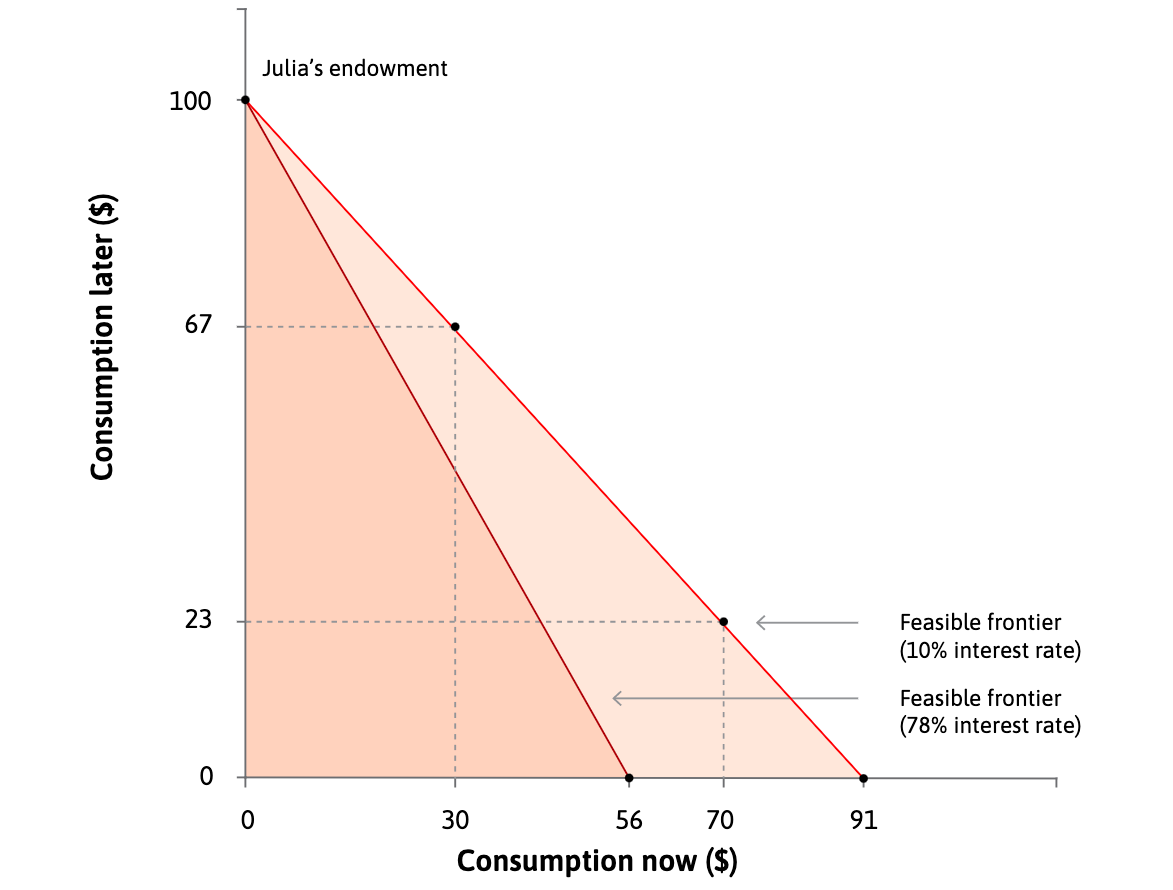 Julia’s endowment
100
67
23
0
Consumption later ($)
Feasible frontier
(10% interest rate)
Feasible frontier
(78% interest rate)
0
30
56
70
91
Consumption now ($)